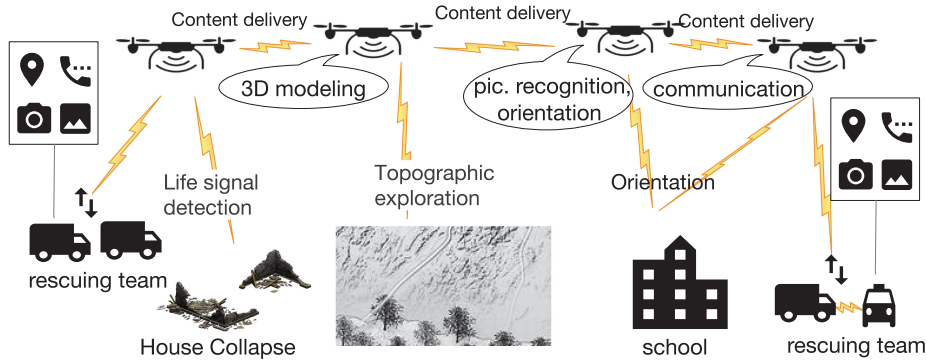 Content delivery
Content delivery
Content delivery
3D modeling
pic. recognition,
orientation
communication
Life signal
detection
Topographic
exploration
Orientation
rescuing team
House Collapse
school
rescuing team